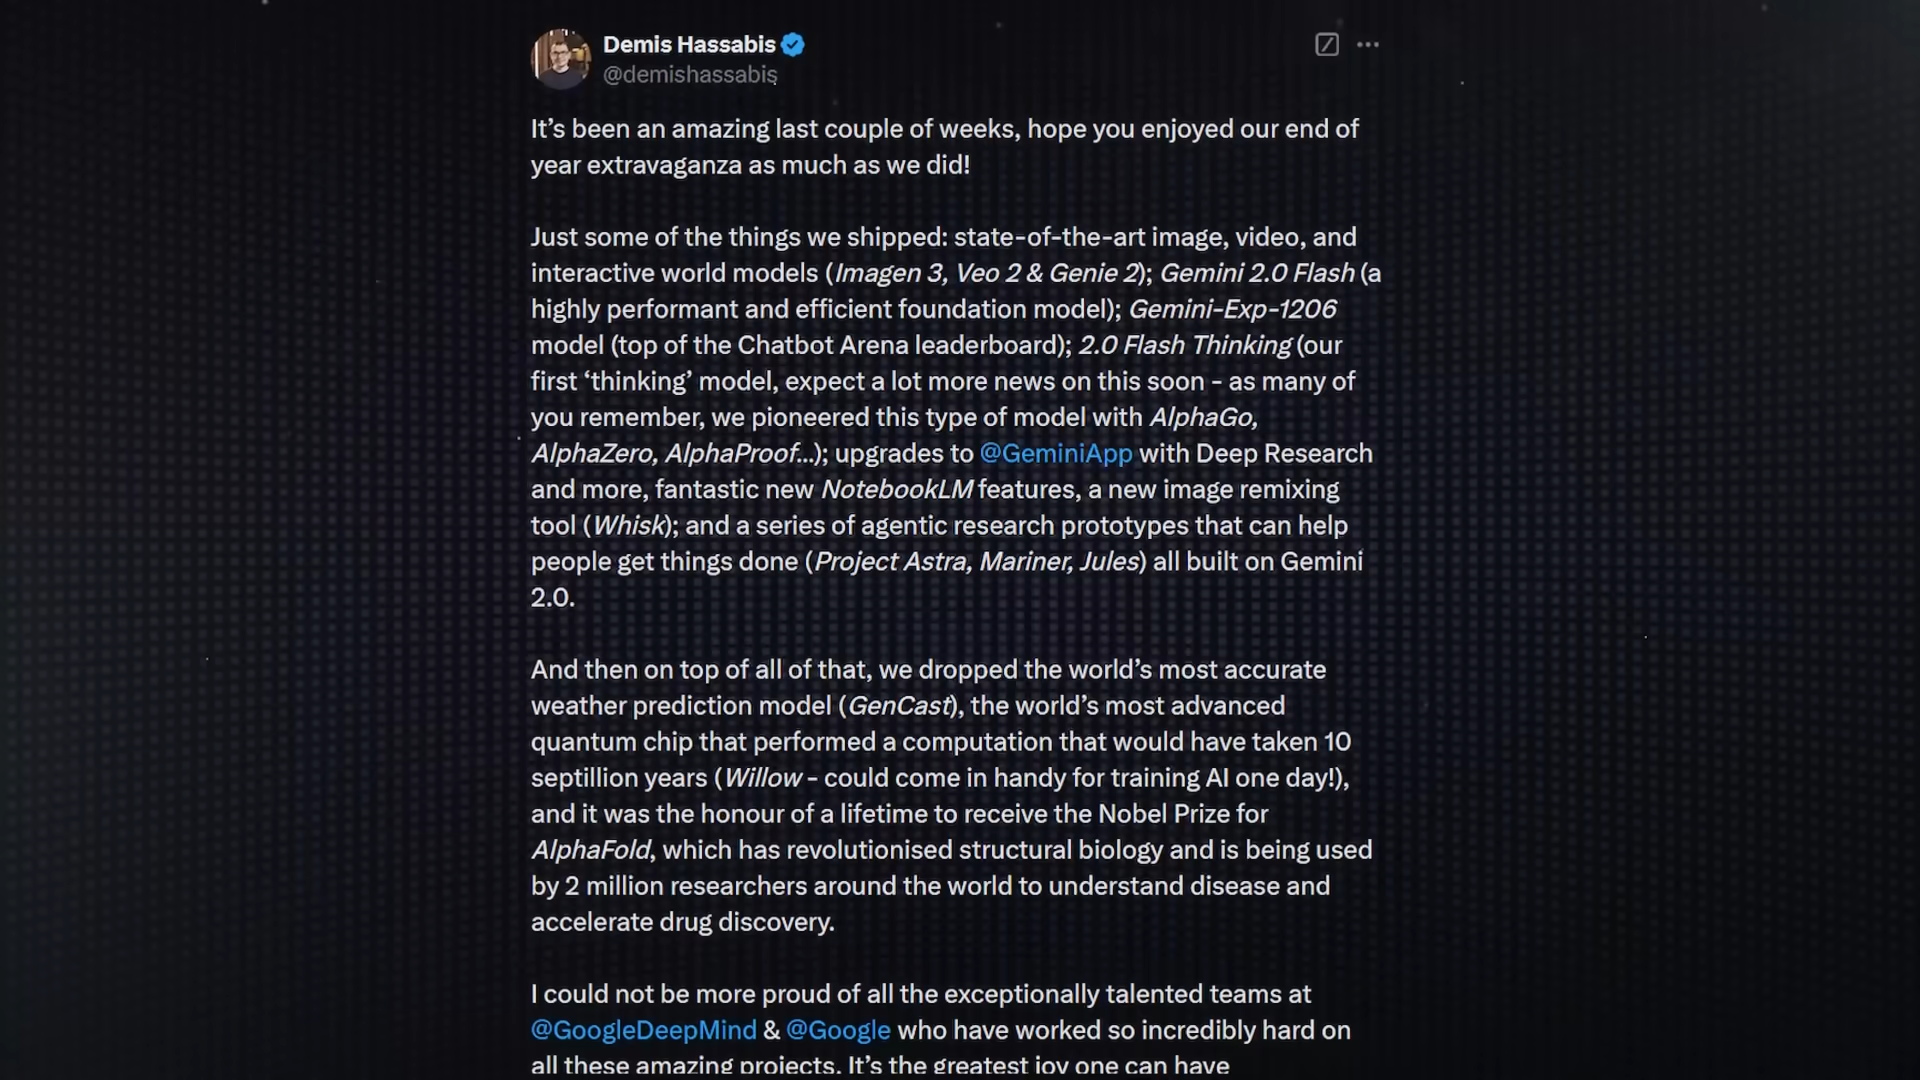 Demis Hassabis
@demishassabis
It’s been an amazing last couple of weeks, hope you enjoyed our end of
year extravaganza as much as we did!
Just some of the things we shipped: state-of-the-art image, video, and
interactive world models (Imagen 3, Veo 2 & Genie 2); Gemini 2.0 Flash (a
highly performant and efficient foundation model); Gemini-Exp-1206
model (top of the Chatbot Arena leaderboard); 2.0 Flash Thinking (our
first ‘thinking’ model, expect a lot more news on this soon - as many of
you remember, we pioneered this type of model with AlphaGo,
AlphaZero, AlphaProof...); upgrades to @GeminiApp with Deep Research
and more, fantastic new NotebookLM features, a new image remixing
tool (Whisk); and a series of agentic research prototypes that can help
people get things done (Project Astra, Mariner, Jules) all built on Gemini
2.0.
And then on top of all of that, we dropped the world’s most accurate
weather prediction model (GenCast), the world’s most advanced
quantum chip that performed a computation that would have taken 10
septillion years (Willow - could come in handy for training AI one day!),
and it was the honour of a lifetime to receive the Nobel Prize for
AlphaFold, which has revolutionised structural biology and is being used
by 2 million researchers around the world to understand disease and
accelerate drug discovery.
I could not be more proud of all the exceptionally talented teams at
@GoogleDeepMind & @Google who have worked so incredibly hard on
all these amazing projects. It’s the greatest joy one can have